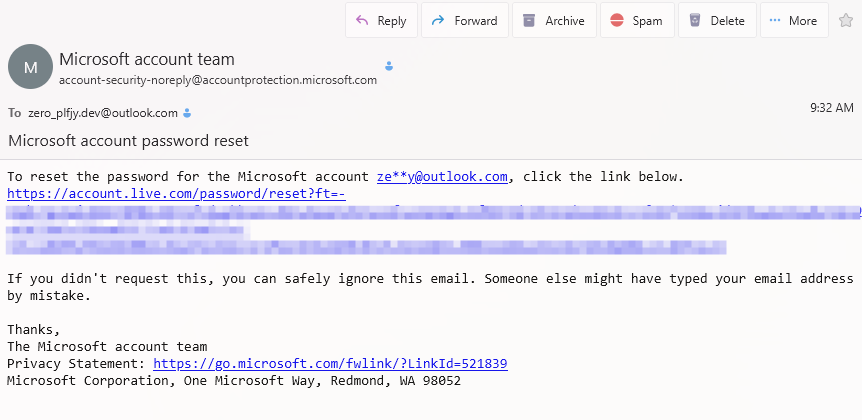 Reply Forward Archive Spam Delete More
M
Microsoft account team
account-security-noreply@accountprotection.microsoft.com
To zero_plfjy.dev@outlook.com
9:32 AM
Microsoft account password reset
To reset the password for the Microsoft account ze**y@outlook.com, click the link below.
https://account.live.com/password/reset?ft=-
If you didn't request this, you can safely ignore this email. Someone else might have typed your email address
by mistake.
Thanks,
The Microsoft account team
Privacy Statement: https://go.microsoft.com/fwlink/?LinkId=521839
Microsoft Corporation, One Microsoft Way, Redmond, WA 98052